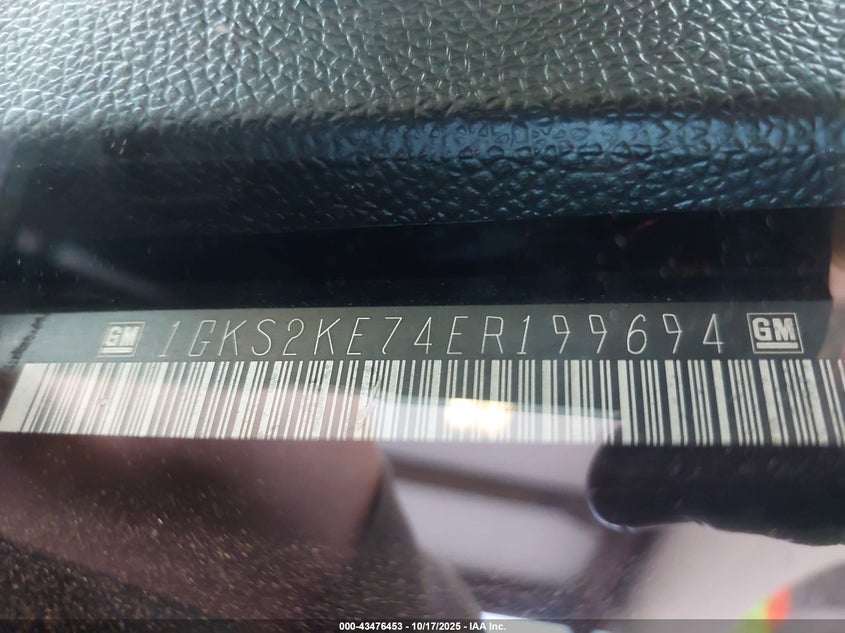 GM 1GKS2KE74ER199694 GM
000-43476453 - 10/17/2025 - IAA Inc.